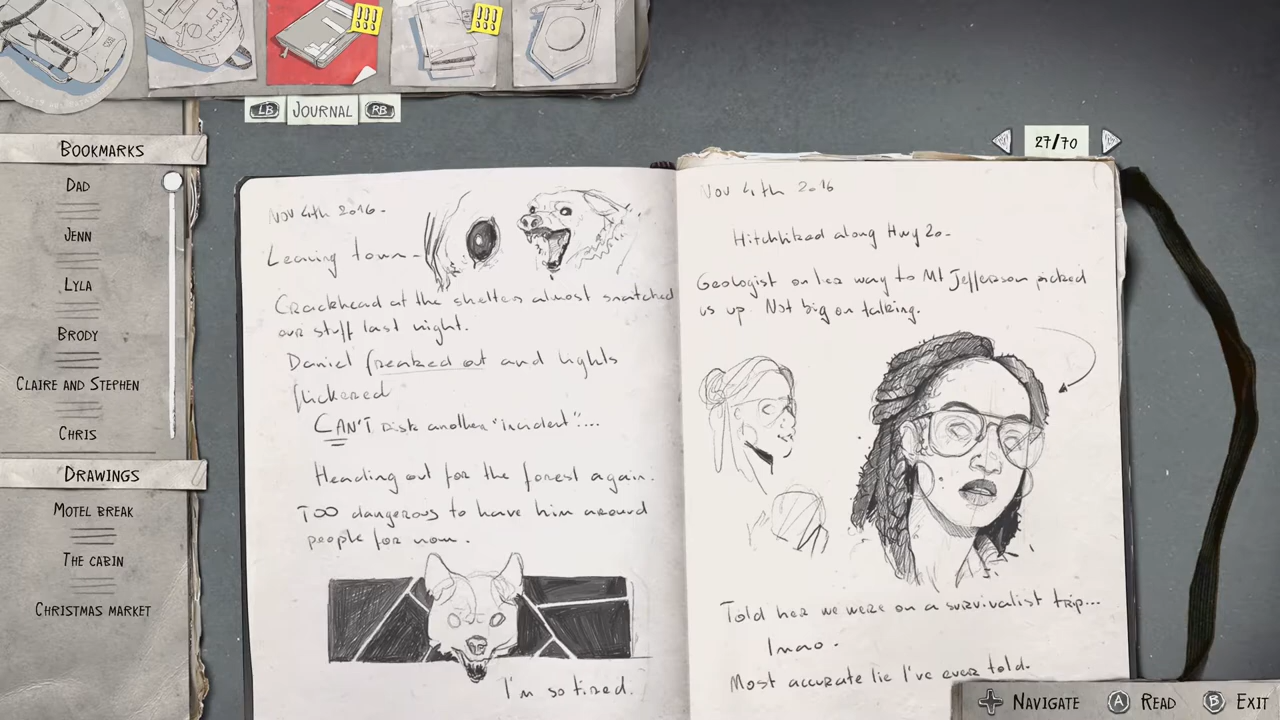 LB JOURNAL RB
27/70
BOOKMARKS
DAD
JENN
LYLA
BRODY
CLAIRE AND STEPHEN
CHRIS
DRAWINGS
MOTEL BREAK
THE CABIN
CHRISTMAS MARKET
Nov 4th 2016.
Leaving town.
Crackhead at the shelter almost snatched
our stuff last night.
Daniel freaked out and lights
flickered
CAN'T risk another "incident"...
Heading out for the forest again.
TOO dangerous to have him around
people for now.
I'm so tired.
Nov 4th 2016
Hitchhiked along Hwy 20.
Geologist on her way to Mt Jefferson picked
us up. Not big on talking.
Told her we were on a survivalist trip...
lmao.
Most accurate lie I've ever told.
NAVIGATE A READ B EXIT